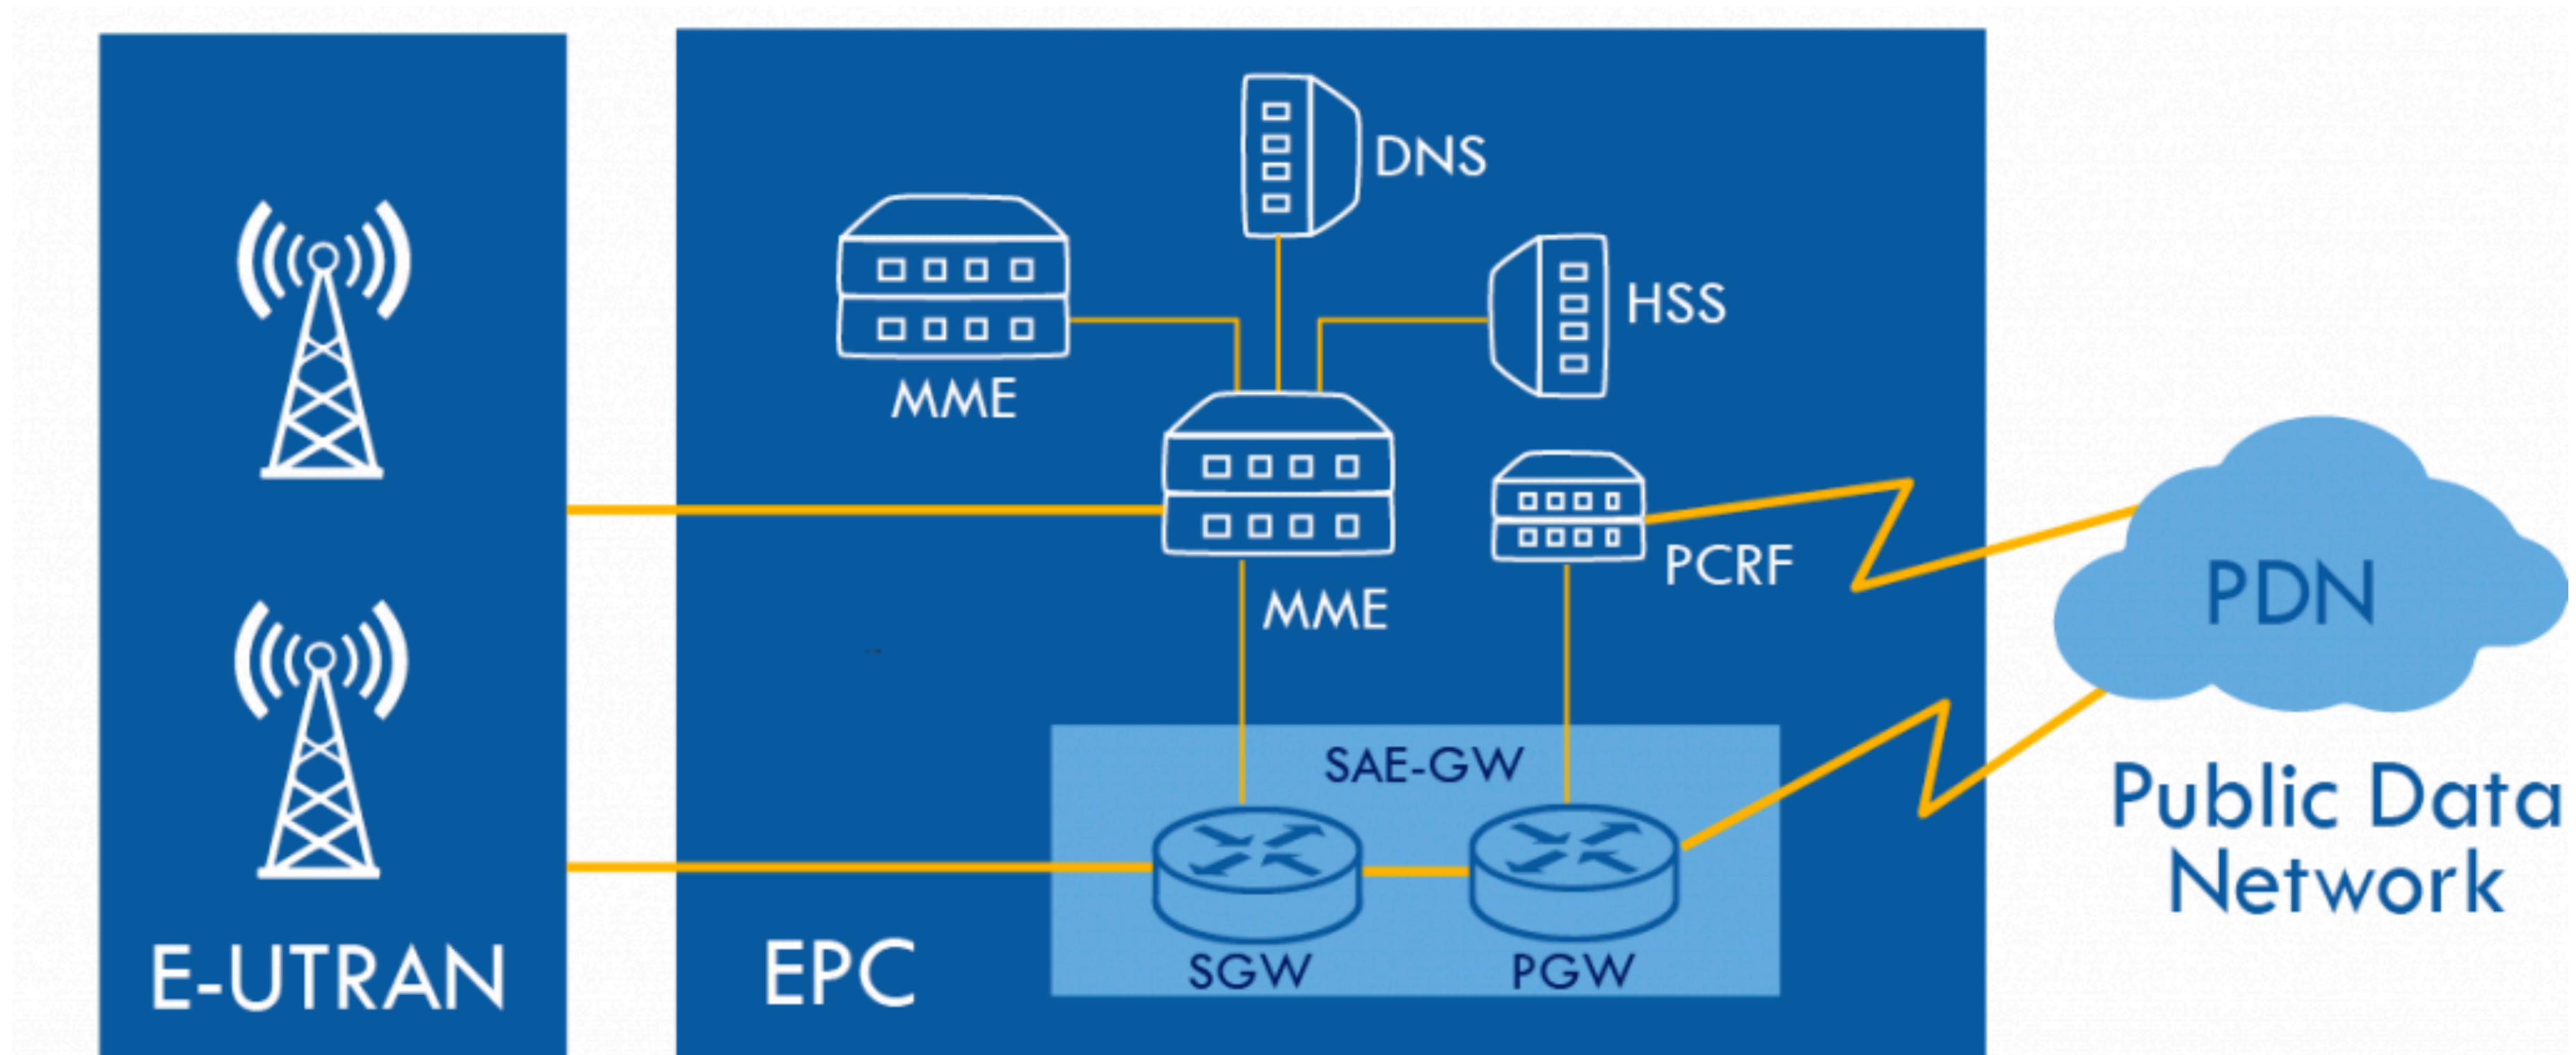 DNS
HSS
MME
MME
PCRF
PDN
Public Data
Network
SAE-GW
SGW
PGW
E-UTRAN
EPC